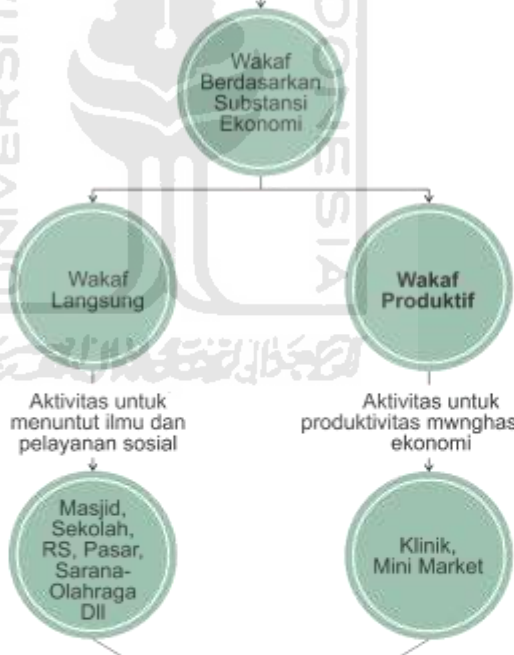 Wakaf
Berdasarkan
Substansi
Ekonomi
Wakaf
Langsung
Wakaf
Produktif
Aktivitas untuk
menuntut ilmu dan
pelayanan sosial
Aktivitas untuk
produktivitas mwnghas
ekonomi
Masjid,
Sekolah,
RS, Pasar,
Sarana-
Olahraga
Dll
Klinik,
Mini Market